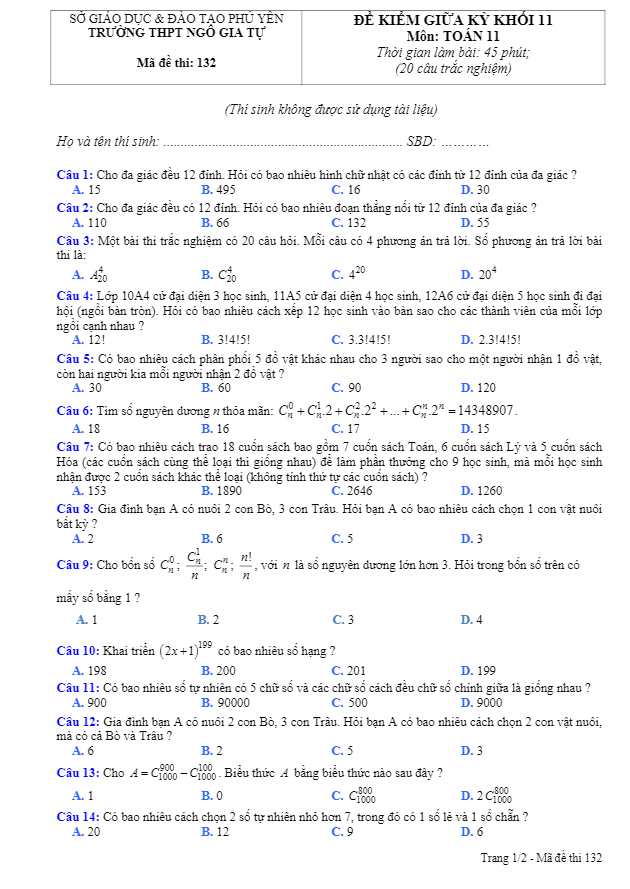 SỞ GIÁO DỤC & ĐÀO TẠO PHÚ YÊN
TRƯỜNG THPT NGÔ GIA TỰ
Mã đề thi: 132
ĐỀ KIỂM GIỮA KỲ KHỐI 11
Môn: TOÁN 11
Thời gian làm bài: 45 phút;
(20 câu trắc nghiệm)
(Thí sinh không được sử dụng tài liệu)
Họ và tên thí sinh: ........................................................................ SBD: ..............
Câu 1: Cho đa giác đều 12 đỉnh. Hỏi có bao nhiêu hình chữ nhật có các đỉnh từ 12 đỉnh của đa giác ?
A. 15 B. 495 C. 16 D. 30
Câu 2: Cho đa giác đều có 12 đỉnh. Hỏi có bao nhiêu đoạn thẳng nối từ 12 đỉnh của đa giác ?
A. 110 B. 66 C. 132 D. 55
Câu 3: Một bài thi trắc nghiệm có 20 câu hỏi. Mỗi câu có 4 phương án trả lời. Số phương án trả lời bài
thi là:
A. $A_{20}^{4}$ B. $C_{20}^{4}$ C. $4^{20}$ D. $20^{4}$
Câu 4: Lớp 10A4 cử đại diện 3 học sinh, 11A5 cử đại diện 4 học sinh, 12A6 cử đại diện 5 học sinh đi đại
hội (ngồi bàn tròn). Hỏi có bao nhiêu cách xếp 12 học sinh vào bàn sao cho các thành viên của mỗi lớp
ngồi cạnh nhau ?
A. 12! B. 3!4!5! C. 3.3!4!5! D. 2.3!4!5!
Câu 5: Có bao nhiêu cách phân phối 5 đồ vật khác nhau cho 3 người sao cho một người nhận 1 đồ vật,
còn hai người kia mỗi người nhận 2 đồ vật ?
A. 30 B. 60 C. 90 D. 120
Câu 6: Tìm số nguyên dương n thỏa mãn: $C_n^0 + C_n^1.2 + C_n^2.2^2 + ... + C_n^n.2^n = 14348907$.
A. 18 B. 16 C. 17 D. 15
Câu 7: Có bao nhiêu cách trao 18 cuốn sách bao gồm 7 cuốn sách Toán, 6 cuốn sách Lý và 5 cuốn sách
Hóa (các cuốn sách cùng thể loại thì giống nhau) để làm phần thưởng cho 9 học sinh, mà mỗi học sinh
nhận được 2 cuốn sách khác thể loại (không tính thứ tự các cuốn sách) ?
A. 153 B. 1890 C. 2646 D. 1260
Câu 8: Gia đình bạn A có nuôi 2 con Bò, 3 con Trâu. Hỏi bạn A có bao nhiêu cách chọn 1 con vật nuôi
bất kỳ ?
A. 2 B. 6 C. 5 D. 3
Câu 9: Cho bốn số $C_n^0; \frac{C_n^1}{n}; C_n^n; \frac{n!}{n}$, với n là số nguyên dương lớn hơn 3. Hỏi trong bốn số trên có
mấy số bằng 1 ?
A. 1 B. 2 C. 3 D. 4
Câu 10: Khai triển $(2x+1)^{199}$ có bao nhiêu số hạng ?
A. 198 B. 200 C. 201 D. 199
Câu 11: Có bao nhiêu số tự nhiên có 5 chữ số và các chữ số cách đều chữ số chính giữa là giống nhau ?
A. 900 B. 90000 C. 500 D. 9000
Câu 12: Gia đình bạn A có nuôi 2 con Bò, 3 con Trâu. Hỏi bạn A có bao nhiêu cách chọn 2 con vật nuôi,
mà có cả Bò và Trâu ?
A. 6 B. 2 C. 5 D. 3
Câu 13: Cho $A = C_{1000}^{900} - C_{1000}^{100}$. Biểu thức A bằng biểu thức nào sau đây ?
A. 1 B. 0 C. $C_{1000}^{800}$ D. $2C_{1000}^{800}$
Câu 14: Có bao nhiêu cách chọn 2 số tự nhiên nhỏ hơn 7, trong đó có 1 số lẻ và 1 số chẵn ?
A. 20 B. 12 C. 9 D. 6
Trang 1/2 - Mã đề thi 132